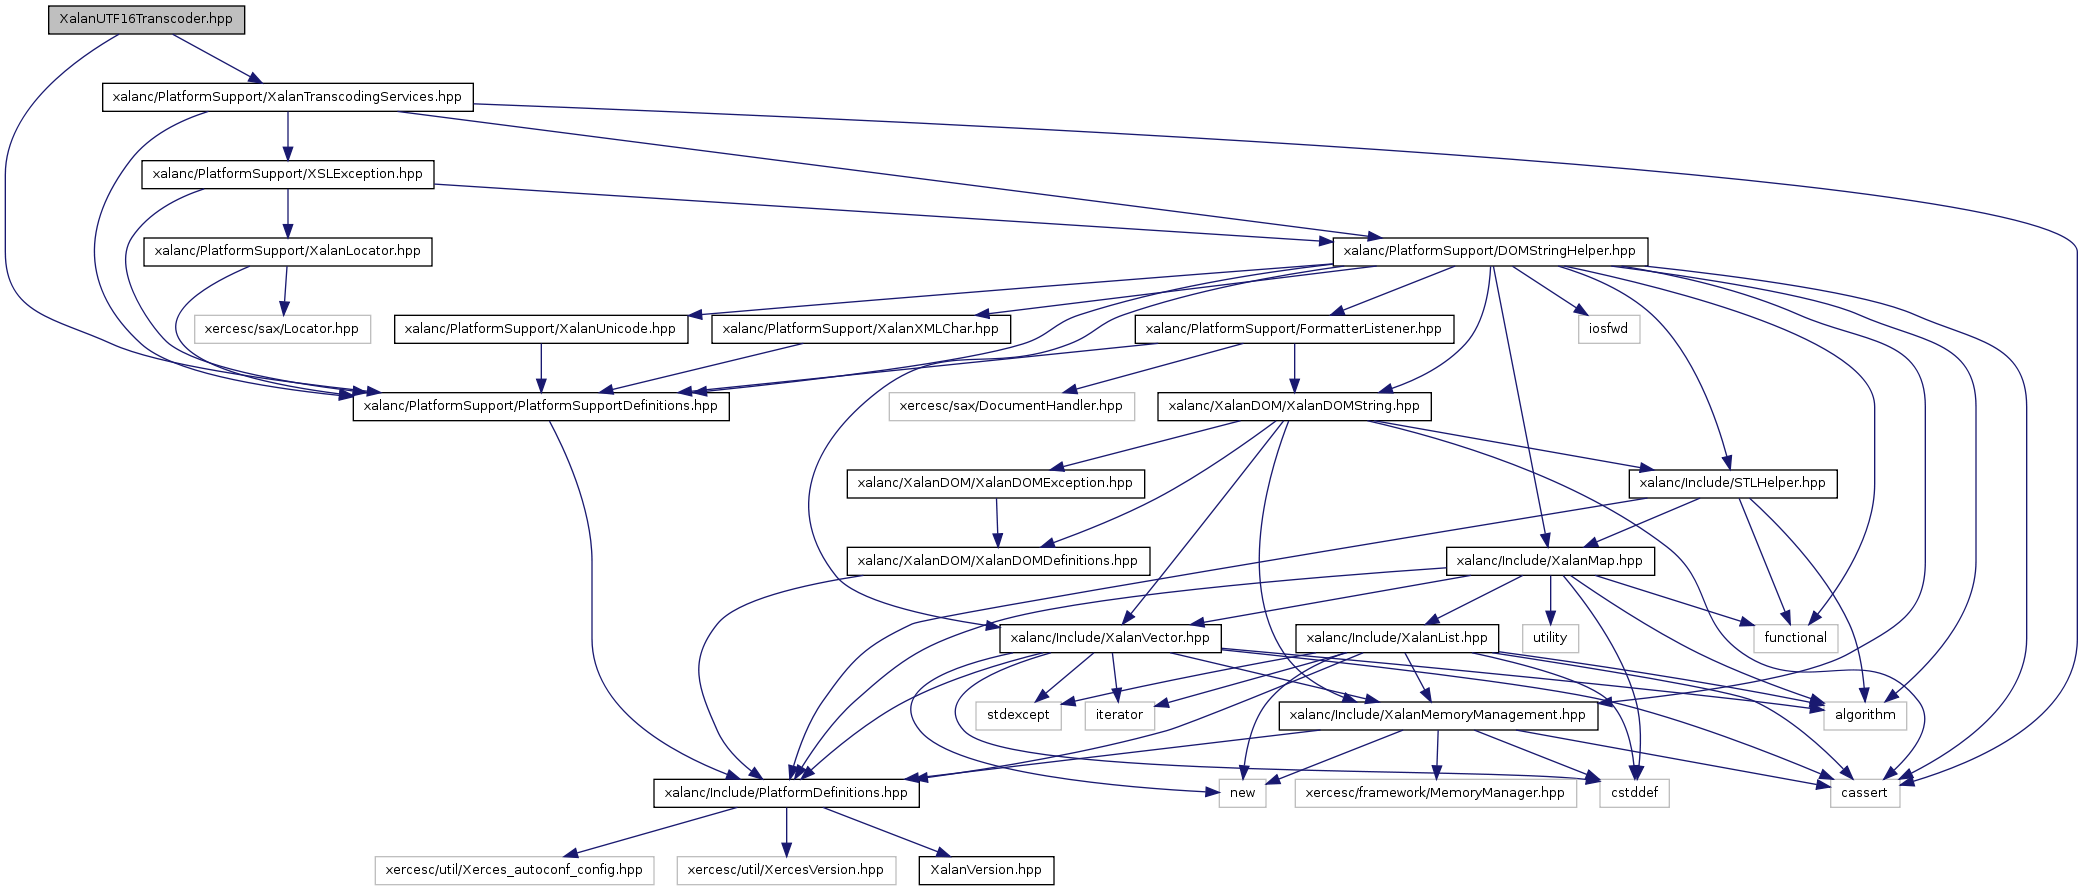 XalanUTF16Transcoder.hpp
xalanc/PlatformSupport/XalanTranscodingServices.hpp
xalanc/PlatformSupport/XSLException.hpp
xalanc/PlatformSupport/XalanLocator.hpp
xalanc/PlatformSupport/DOMStringHelper.hpp
xercesc/sax/Locator.hpp
xalanc/PlatformSupport/XalanUnicode.hpp
xalanc/PlatformSupport/XalanXMLChar.hpp
xalanc/PlatformSupport/FormatterListener.hpp
iosfwd
xalanc/PlatformSupport/PlatformSupportDefinitions.hpp
xercesc/sax/DocumentHandler.hpp
xalanc/XalanDOM/XalanDOMString.hpp
xalanc/XalanDOM/XalanDOMException.hpp
xalanc/Include/STLHelper.hpp
xalanc/XalanDOM/XalanDOMDefinitions.hpp
xalanc/Include/XalanMap.hpp
xalanc/Include/XalanVector.hpp
xalanc/Include/XalanList.hpp
utility
functional
stdexcept
iterator
xalanc/Include/XalanMemoryManagement.hpp
algorithm
xalanc/Include/PlatformDefinitions.hpp
new
xercesc/framework/MemoryManager.hpp
cstddef
cassert
xercesc/util/Xerces_autoconf_config.hpp
xercesc/util/XercesVersion.hpp
XalanVersion.hpp